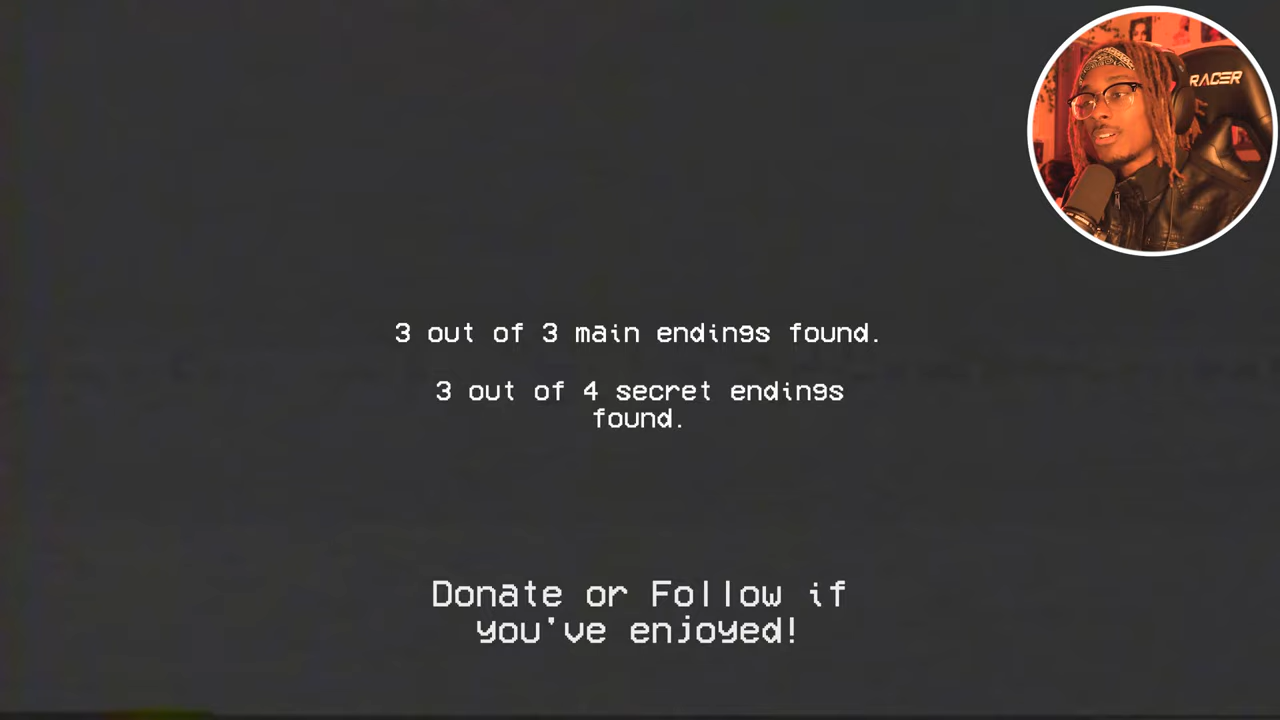 RACER
3 out of 3 main endings found.
3 out of 4 secret endings
found.
Donate or Follow if
you've enjoyed!